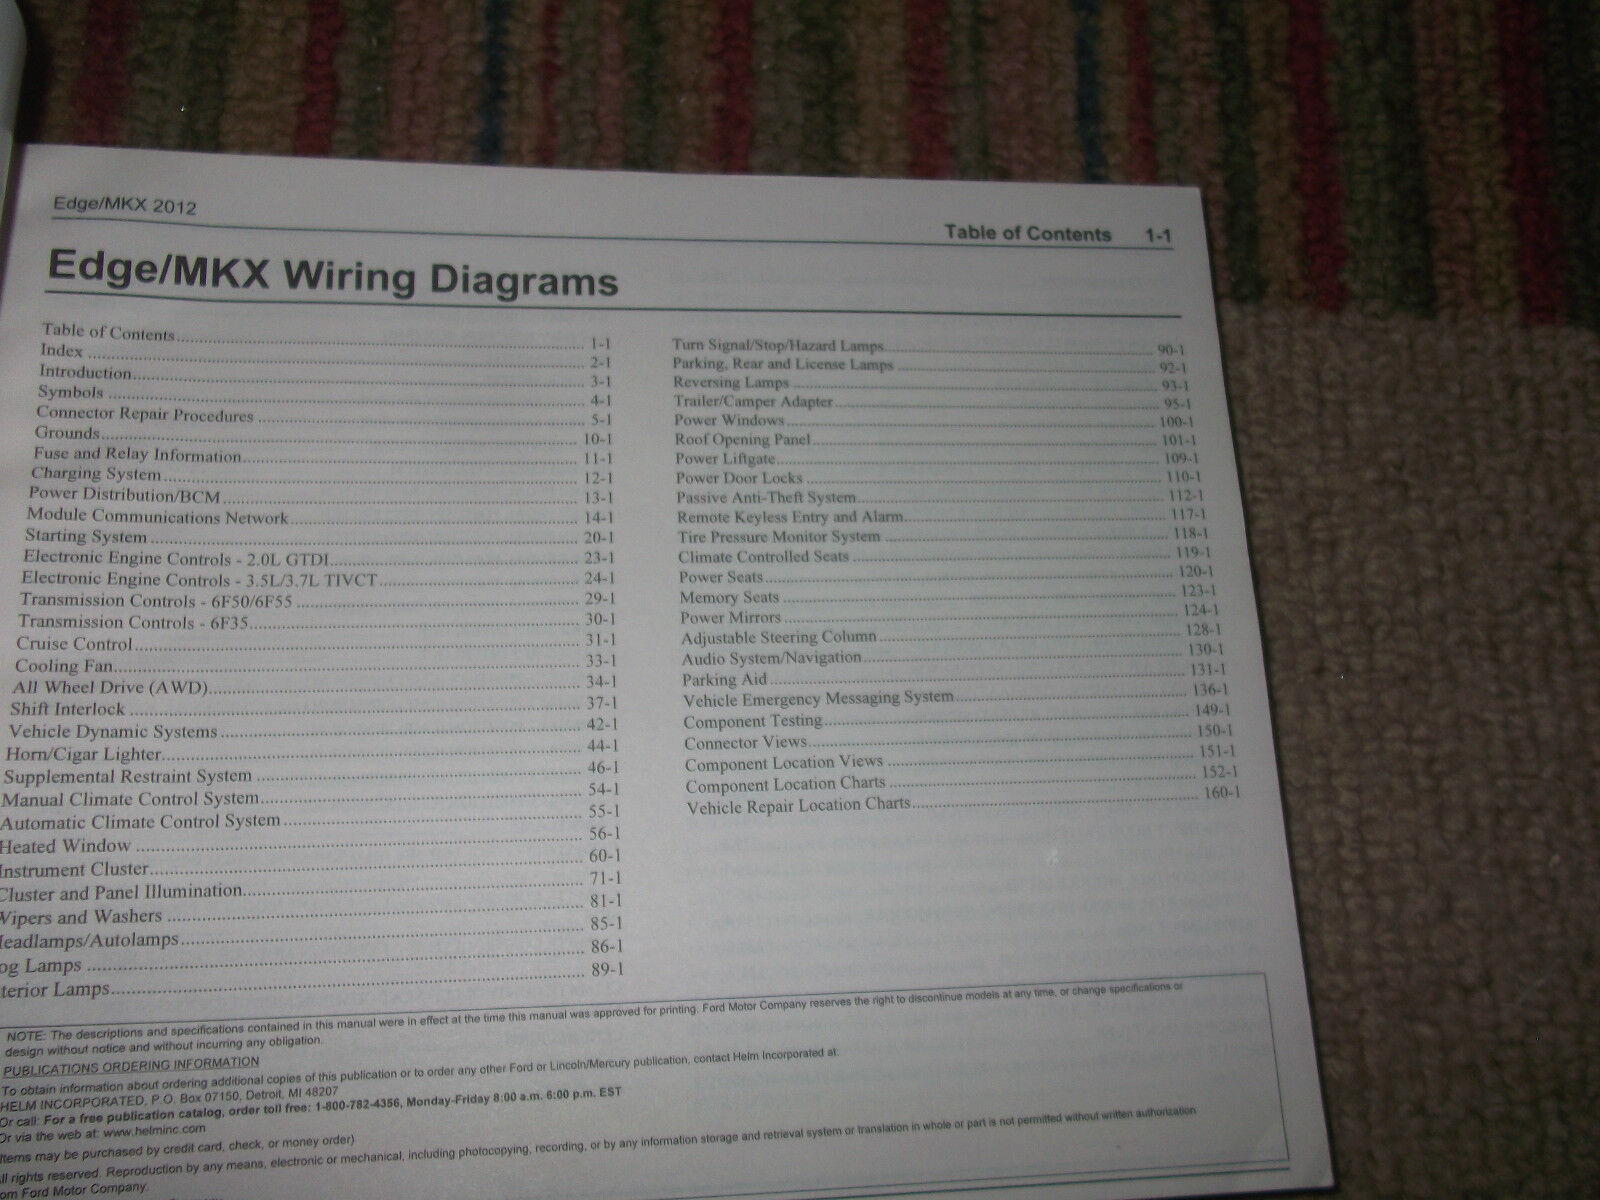 Edge/MKX 2012
Table of Contents 1-1
Edge/MKX Wiring Diagrams
Table of Contents 1-1
Index 2-1
Introduction 3-1
Symbols 4-1
Connector Repair Procedures 5-1
Grounds 10-1
Fuse and Relay Information 11-1
Charging System 12-1
Power Distribution/BCM 13-1
Module Communications Network 14-1
Starting System 20-1
Electronic Engine Controls - 2.0L GTDI 23-1
Electronic Engine Controls - 3.5L/3.7L TIVCT 24-1
Transmission Controls - 6F50/6F55 29-1
Transmission Controls - 6F35 30-1
Cruise Control 31-1
Cooling Fan 33-1
All Wheel Drive (AWD) 34-1
Shift Interlock 37-1
Vehicle Dynamic Systems 42-1
Horn/Cigar Lighter 44-1
Supplemental Restraint System 46-1
Manual Climate Control System 54-1
Automatic Climate Control System 55-1
Heated Window 56-1
Instrument Cluster 60-1
Cluster and Panel Illumination 71-1
Wipers and Washers 81-1
eadlamps/Autolamps 85-1
og Lamps 86-1
terior Lamps 89-1
Turn Signal/Stop/Hazard Lamps 90-1
Parking, Rear and License Lamps 92-1
Reversing Lamps 93-1
Trailer/Camper Adapter 95-1
Power Windows 100-1
Roof Opening Panel 101-1
Power Liftgate 109-1
Power Door Locks 110-1
Passive Anti-Theft System 112-1
Remote Keyless Entry and Alarm 117-1
Tire Pressure Monitor System 118-1
Climate Controlled Seats 119-1
Power Seats 120-1
Memory Seats 123-1
Power Mirrors 124-1
Adjustable Steering Column 128-1
Audio System/Navigation 130-1
Parking Aid 131-1
Vehicle Emergency Messaging System 136-1
Component Testing 149-1
Connector Views 150-1
Component Location Views 151-1
Component Location Charts 152-1
Vehicle Repair Location Charts 160-1
NOTE: The descriptions and specifications contained in this manual were in effect at the time this manual was approved for printing. Ford Motor Company reserves the right to discontinue models at any time, or change specifications or
design without notice and without incurring any obligation.
PUBLICATIONS ORDERING INFORMATION
To obtain information about ordering additional copies of this publication or to order any other Ford or Lincoln/Mercury publication, contact Helm Incorporated at:
HELM INCORPORATED, P.O. Box 07150, Detroit, MI 48207
Or call: For a free publication catalog, order toll free: 1-800-782-4356, Monday-Friday 8:00 a.m. 6:00 p.m. EST
Or via the web at: www.helminc.com
Items may be purchased by credit card, check, or money order)
ll rights reserved. Reproduction by any means, electronic or mechanical, including photocopying, recording, or by any information storage and retrieval system or translation in whole or part is not permitted without written authorization
om Ford Motor Company.